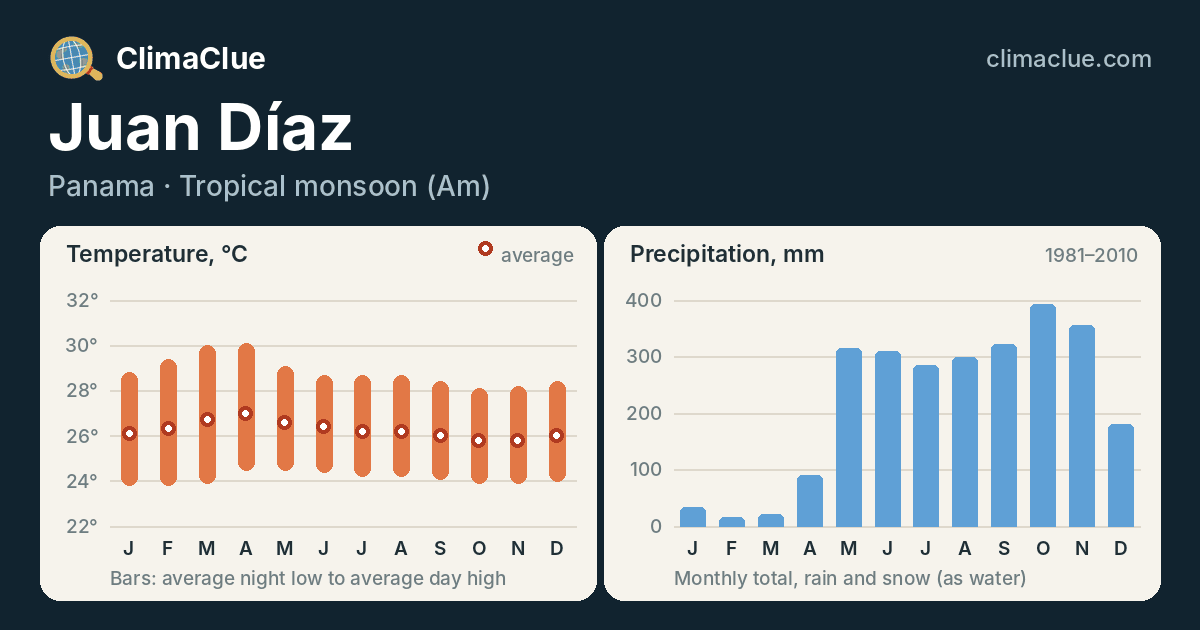 ClimaClue
climaclue.com
Juan Díaz
Panama · Tropical monsoon (Am)
Temperature, °C
average
32°
30°
28°
26°
24°
22°
J F M A M J J A S O N D
Bars: average night low to average day high
Precipitation, mm
1981–2010
400
300
200
100
0
J F M A M J J A S O N D
Monthly total, rain and snow (as water)